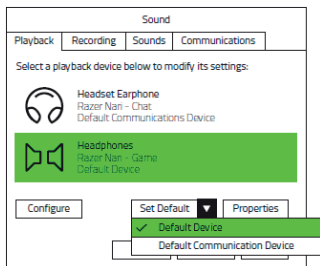 Sound
Playback Recording Sounds Communications
Select a playback device below to modify its settings:
Headset Earphone
Razer Nari - Chat
Default Communications Device
Headphones
Razer Nari - Game
Default Device
Configure Set Default Properties
Default Device
Default Communication Device